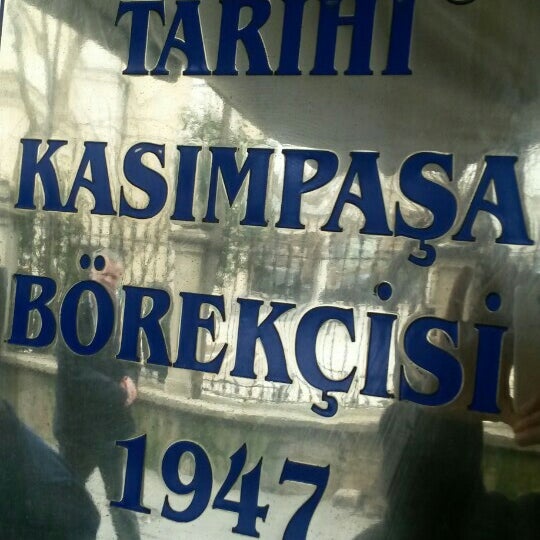 TARİHİ
KASIMPAŞA
BÖREKÇİSİ
1947